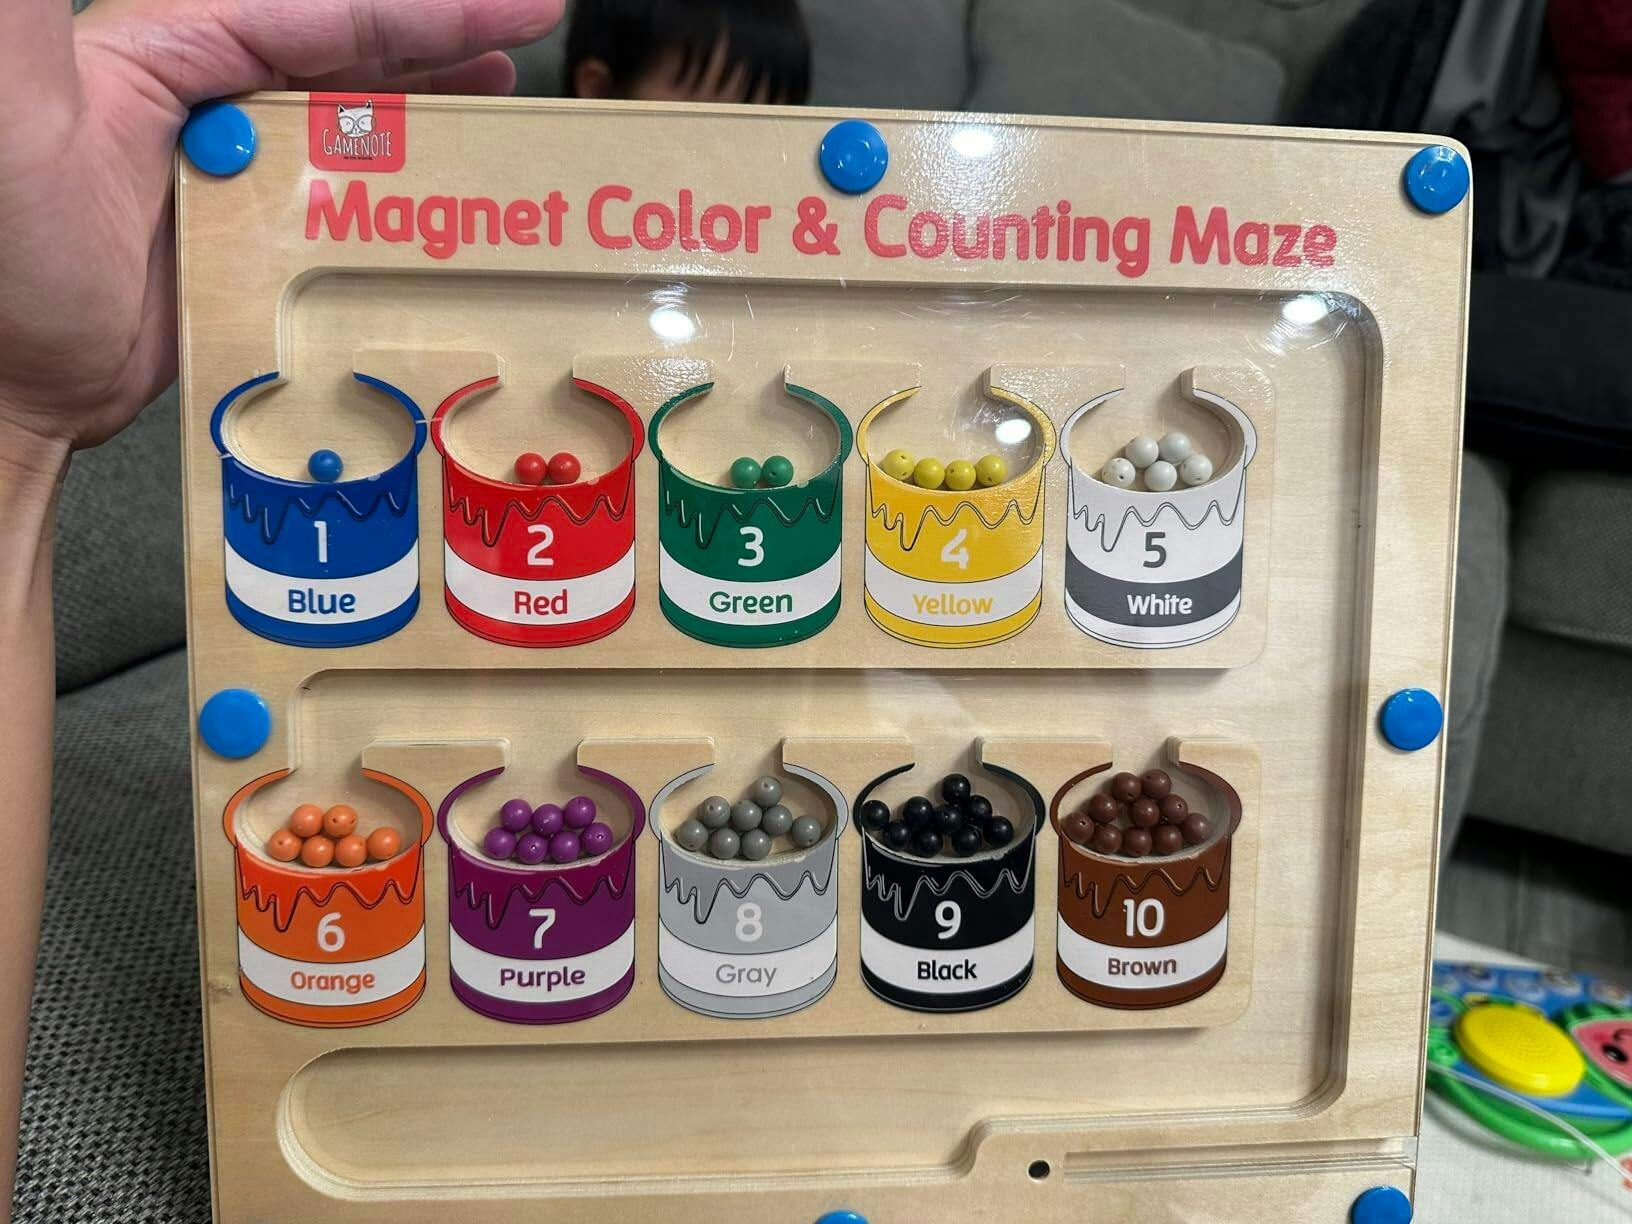 GAMENOTE
Magnet Color & Counting Maze
1
Blue
2
Red
3
Green
4
Yellow
5
White
6
Orange
7
Purple
8
Gray
9
Black
10
Brown